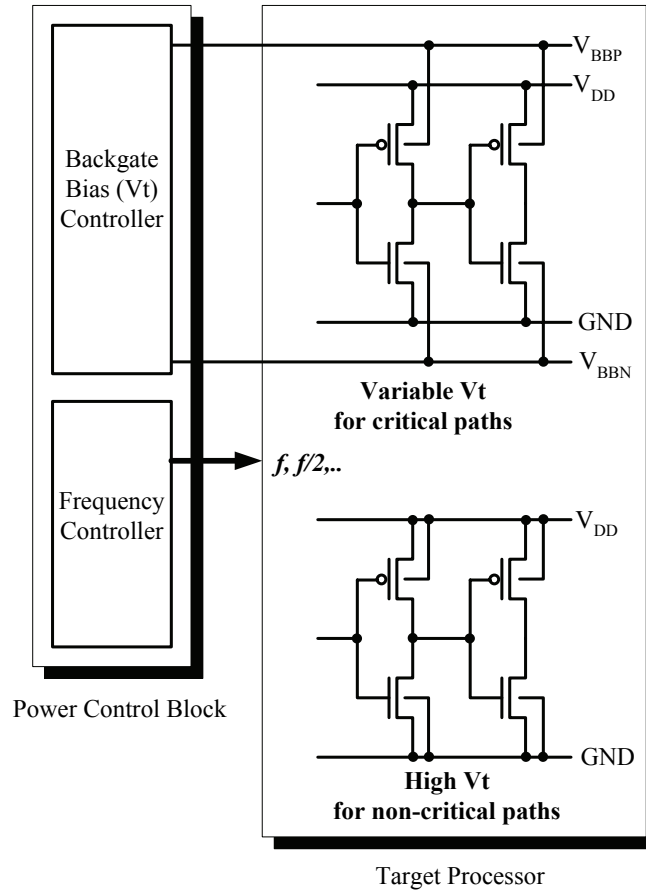 Backgate
Bias (Vt)
Controller
Frequency
Controller
Power Control Block
V_BBP
V_DD
GND
V_BBN
Variable Vt
for critical paths
f, f/2,..
V_DD
GND
High Vt
for non-critical paths
Target Processor